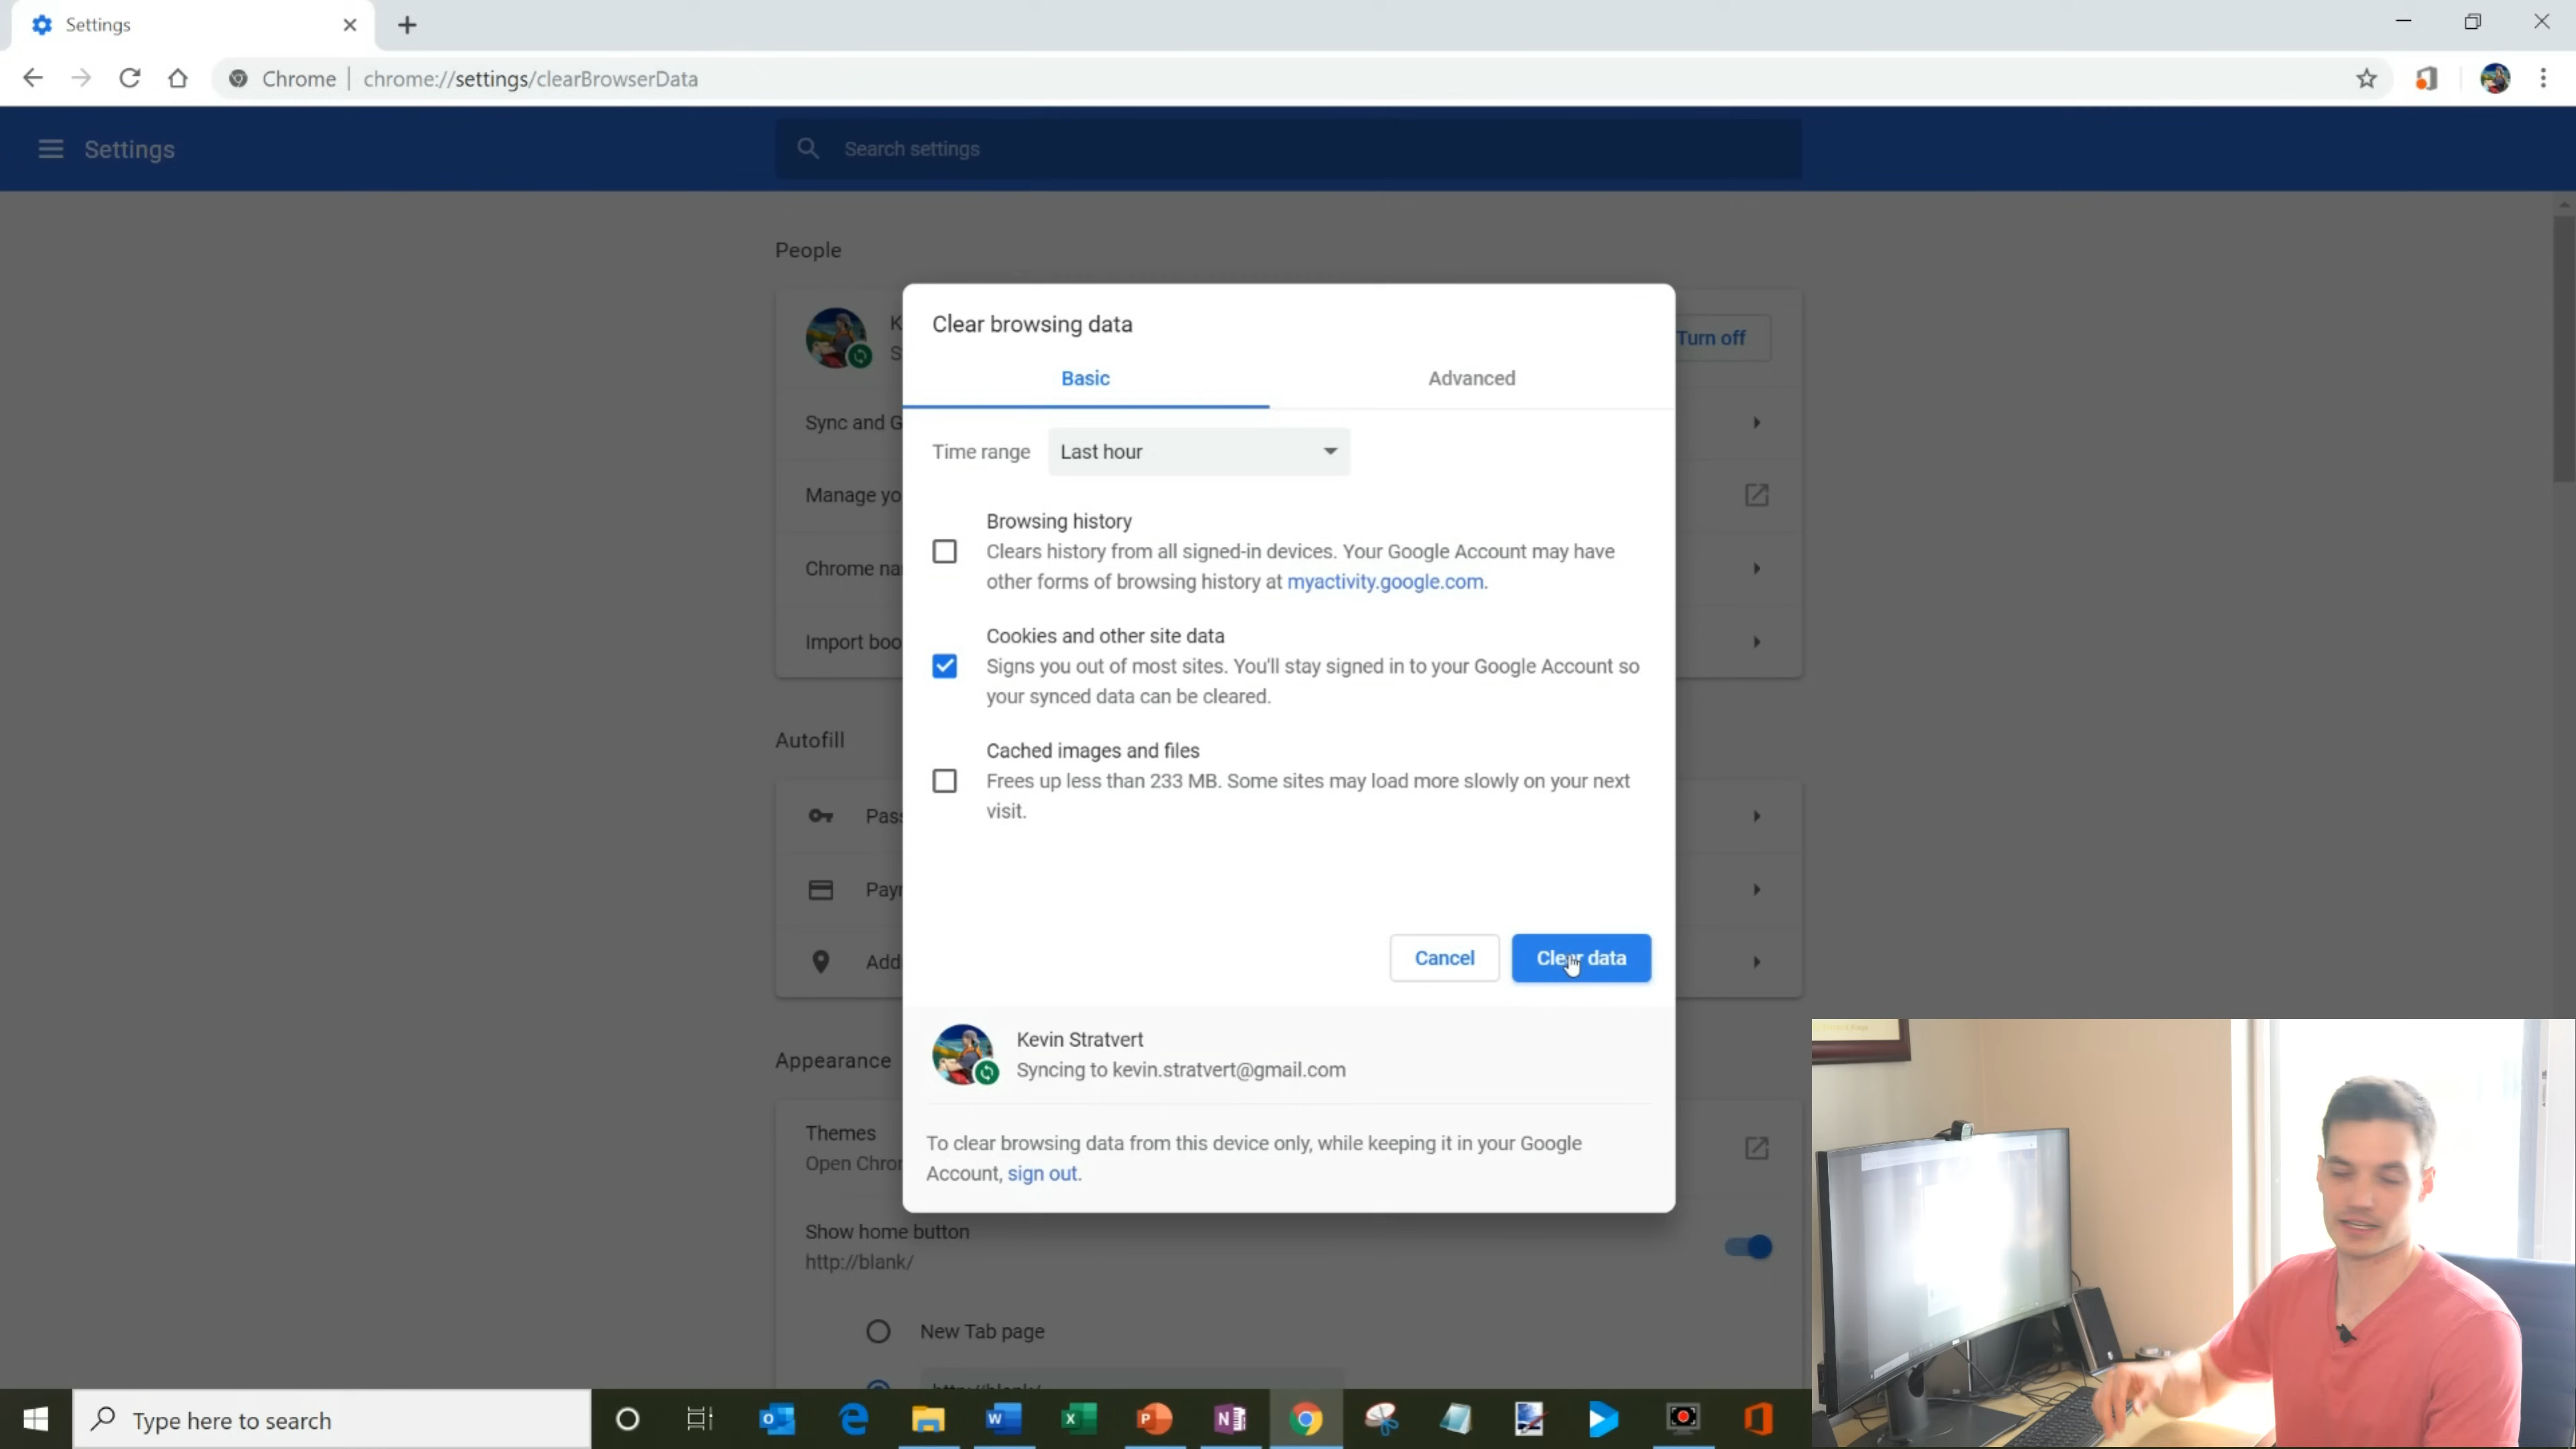 Settings
Chrome | chrome://settings/clearBrowserData
Settings
Search settings
People
Turn off
Sync and G
Manage yo
Chrome na
Import boo
Autofill
Pass
Payr
Add
Appearance
Themes
Open Chror
Show home button
http://blank/
New Tab page
Clear browsing data
Basic
Advanced
Time range
Last hour
Browsing history
Clears history from all signed-in devices. Your Google Account may have
other forms of browsing history at myactivity.google.com.
Cookies and other site data
Signs you out of most sites. You'll stay signed in to your Google Account so
your synced data can be cleared.
Cached images and files
Frees up less than 233 MB. Some sites may load more slowly on your next
visit.
Cancel
Clear data
Kevin Stratvert
Syncing to kevin.stratvert@gmail.com
To clear browsing data from this device only, while keeping it in your Google
Account, sign out.
Type here to search